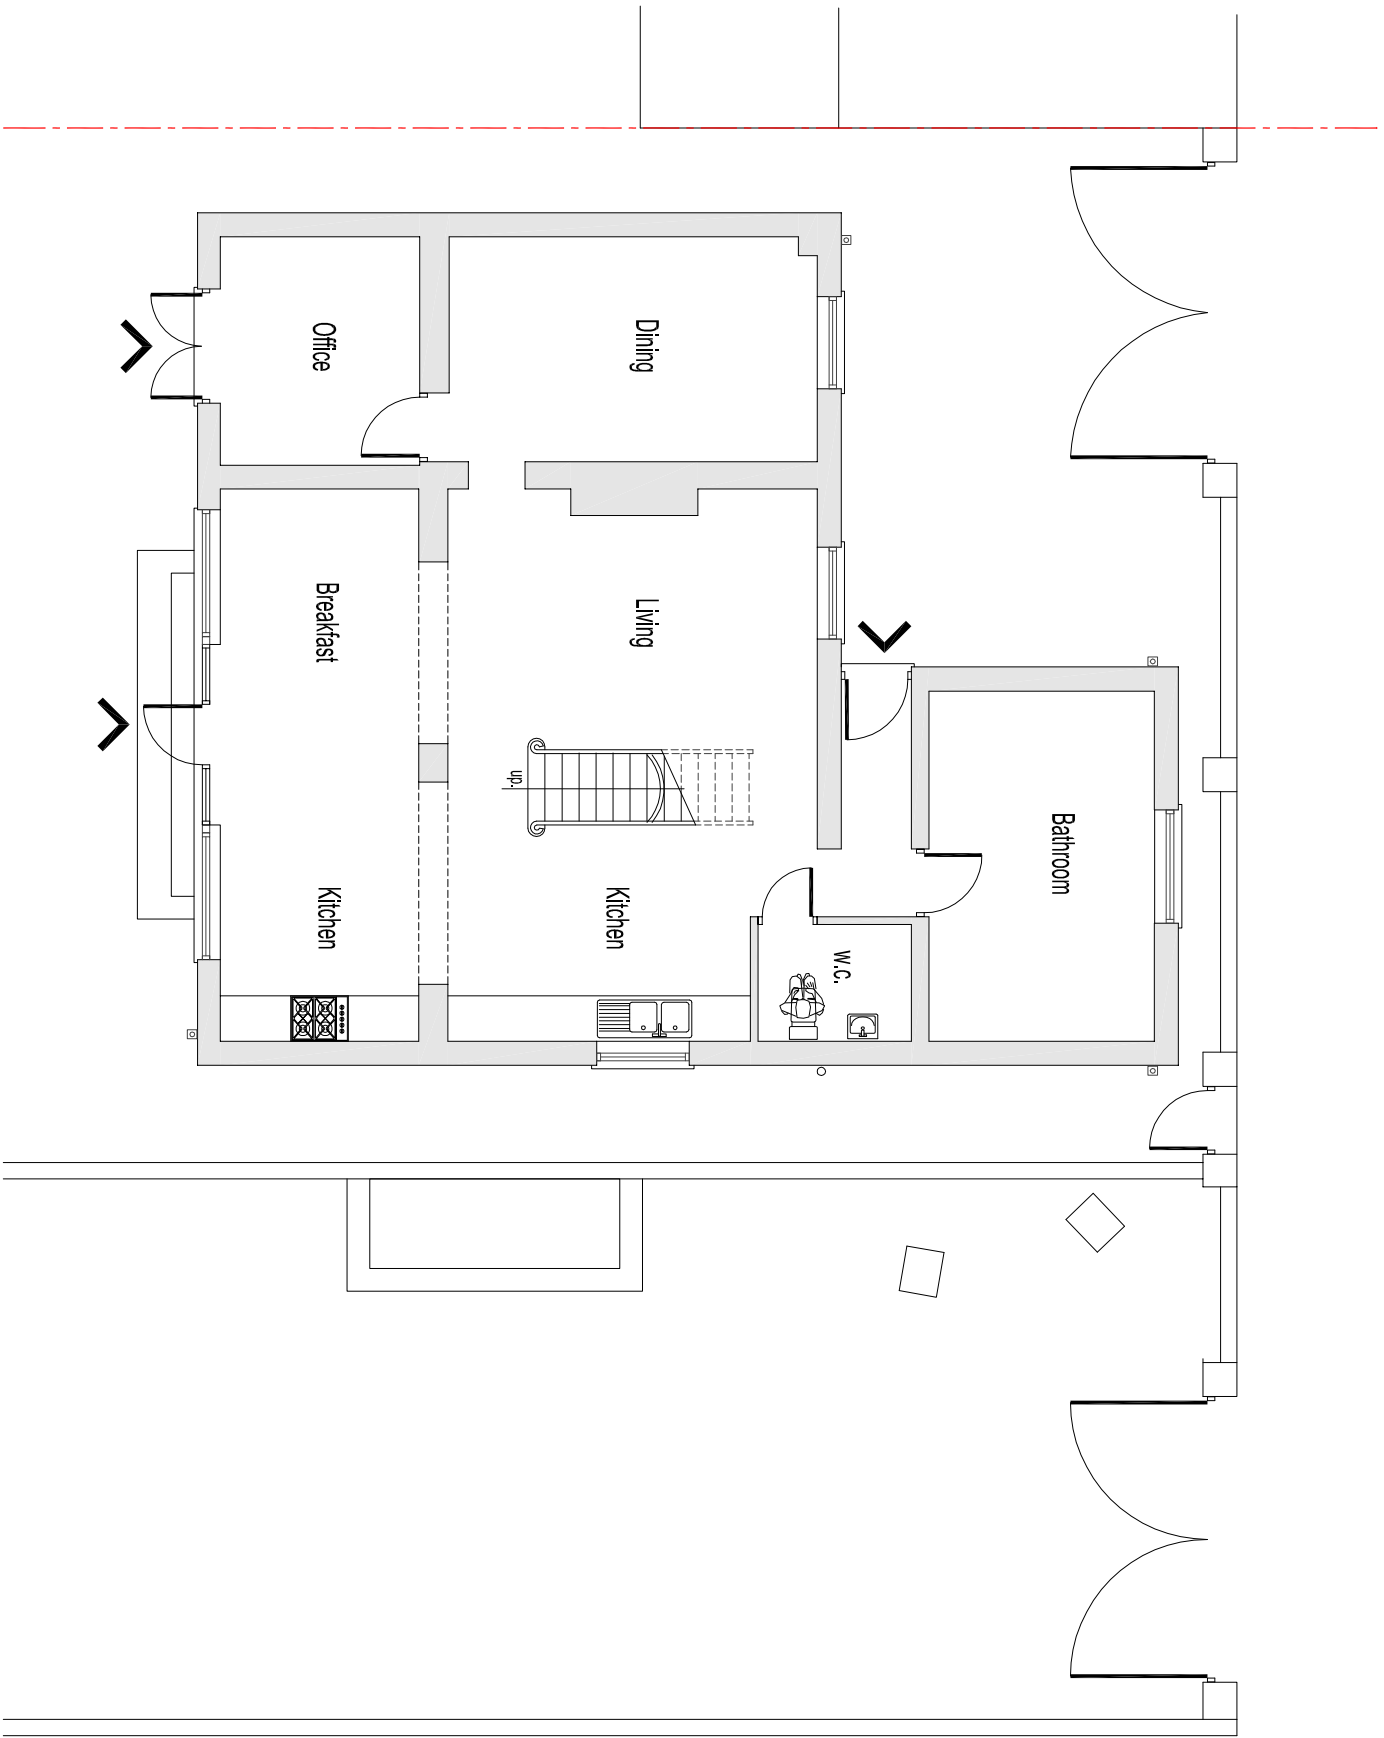 Office
Dining
Breakfast
Living
up.
Kitchen
Kitchen
w.c.
Bathroom